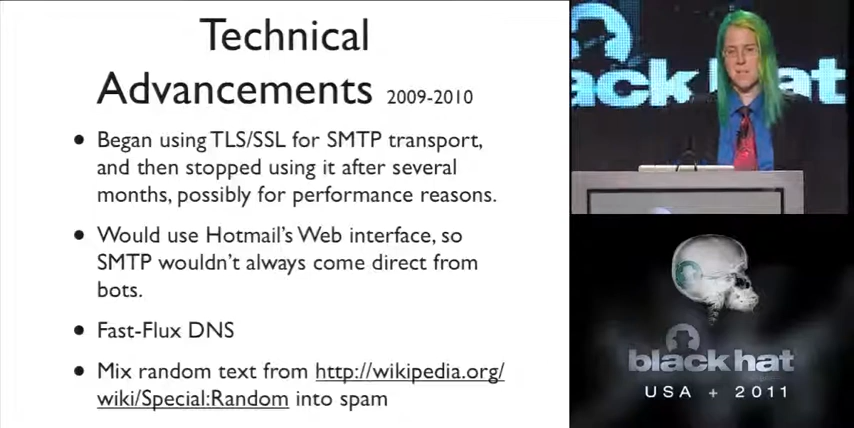 Technical
Advancements 2009-2010
• Began using TLS/SSL for SMTP transport,
and then stopped using it after several
months, possibly for performance reasons.
• Would use Hotmail's Web interface, so
SMTP wouldn't always come direct from
bots.
• Fast-Flux DNS
• Mix random text from http://wikipedia.org/
wiki/Special:Random into spam
ack hat
black hat
USA + 2011